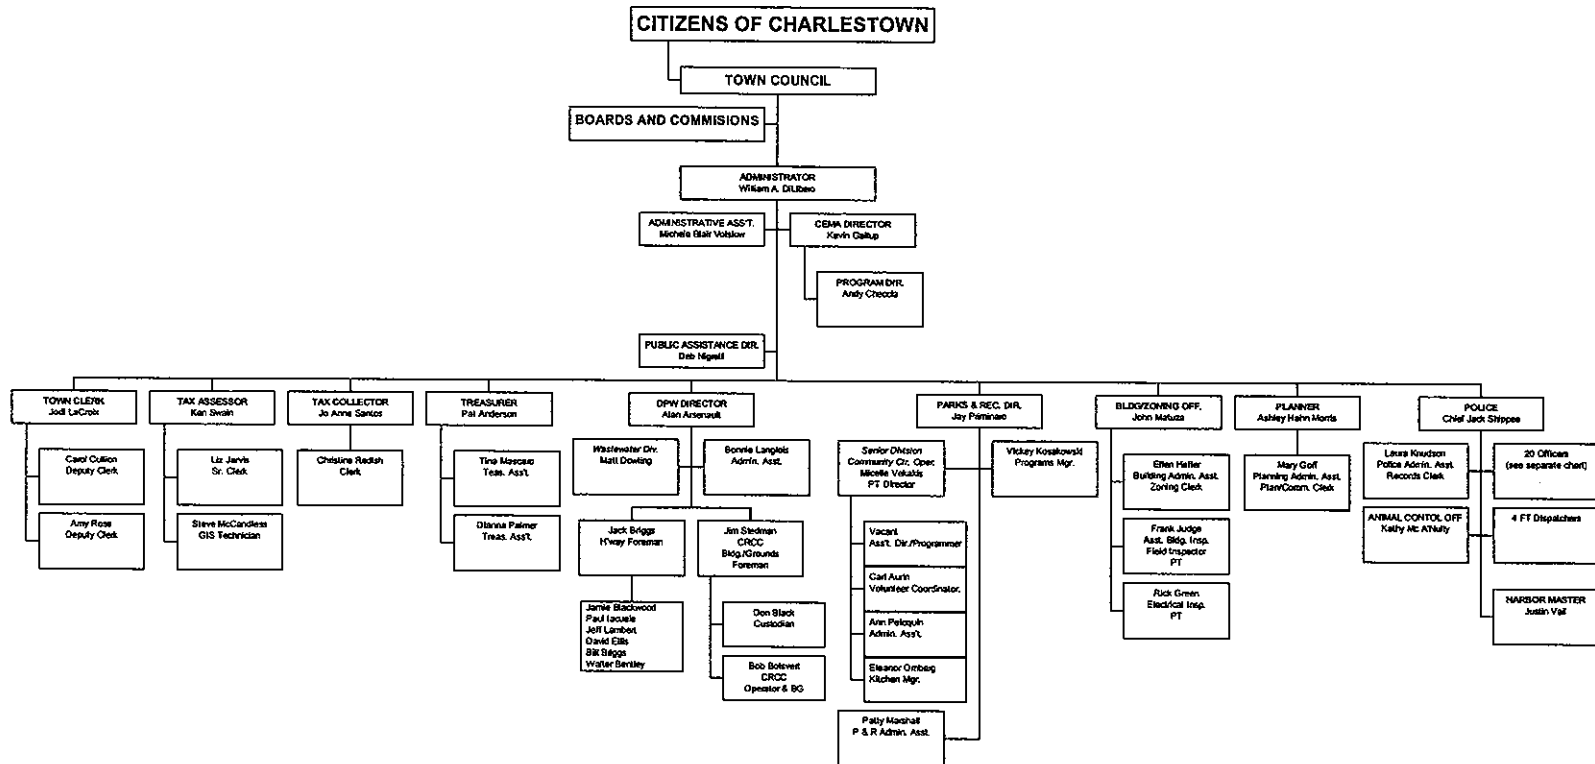 CITIZENS OF CHARLESTOWN
TOWN COUNCIL
BOARDS AND COMMISIONS
ADMINISTRATOR
William A. DiLibero
ADMINISTRATIVE ASS'T.
Michele Blair Volslow
CEMA DIRECTOR
Kevin Gallup
PROGRAM DIR.
Andy Checcia
PUBLIC ASSISTANCE DIR.
Deb Nigrelli
TOWN CLERK
Jodi LaCroix
Carol Cullion
Deputy Clerk
Amy Rose
Deputy Clerk
TAX ASSESSOR
Ken Swain
Liz Jarvis
Sr. Clerk
Steve McCandless
GIS Technician
TAX COLLECTOR
Jo Anne Santos
Christine Redish
Clerk
TREASURER
Pat Anderson
Tina Mascaro
Teas. Ass't.
Dianna Palmer
Treas. Ass't.
DPW DIRECTOR
Alan Arsenault
Wastewater Div.
Matt Dowling
Bonnie Langlois
Admin. Asst.
Jack Briggs
H'way Foreman
Jamie Blackwood
Paul
Jeff Lambert
David Ellis
Bill Briggs
Walter Bentley
Jim Stedman
CRCC
Bldg./Grounds
Foreman
Don Black
Custodian
Bob Boisvert
CRCC
Operator & BG
PARKS & REC. DIR.
Jay Primiano
Senior Division
Community Ctr. Oper.
Micelle Vekakis
PT Director
Vacant
Ass't. Dir./Programmer
Carl Aurin
Volunteer Coordinator.
Ann Peloquin
Admin. Ass't.
Eleanor Ornberg
Kitchen Mgr.
Vickey Kosakowski
Programs Mgr.
Patty Marshall
P & R Admin. Asst.
BLDG/ZONING OFF.
John Matuza
Effen
Building Admin. Asst.
Zoning Clerk
Frank Judge
Asst. Bldg. Insp.
Field Inspector
PT
Rick Green
Electrical Insp.
PT
PLANNER
Ashley Hahn Morris
Mary Goff
Planning Admin. Asst.
Plan/Comm. Clerk
POLICE
Chief Jack Shippee
Laura Knudson
Police Admin. Asst.
Records Clerk
20 Officers
(see separate chart)
ANIMAL CONTOL OFF
Kathy Mc A'Nulty
4 FT Dispatchers
HARBOR MASTER
Justin Vail